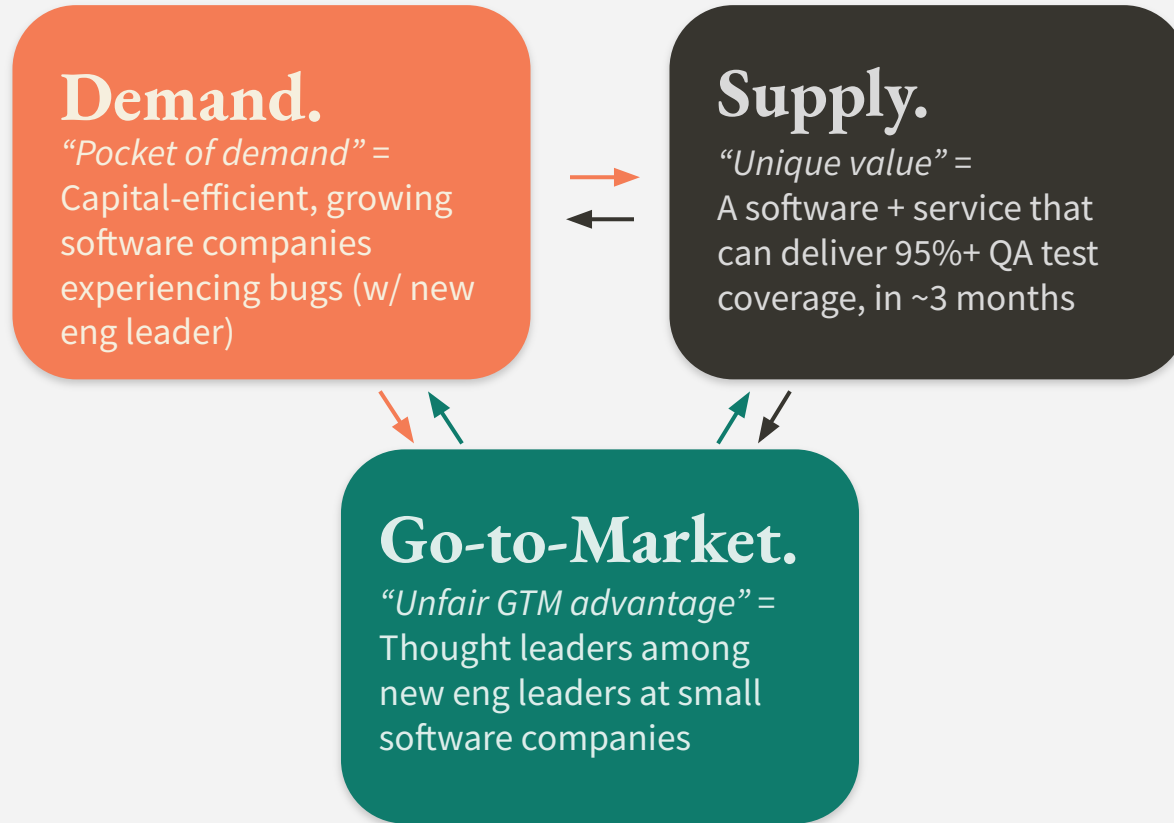 Demand.
“Pocket of demand” =
Capital-efficient, growing
software companies
experiencing bugs (w/ new
eng leader)
Supply.
“Unique value” =
A software + service that
can deliver 95%+ QA test
coverage, in ~3 months
Go-to-Market.
“Unfair GTM advantage” =
Thought leaders among
new eng leaders at small
software companies